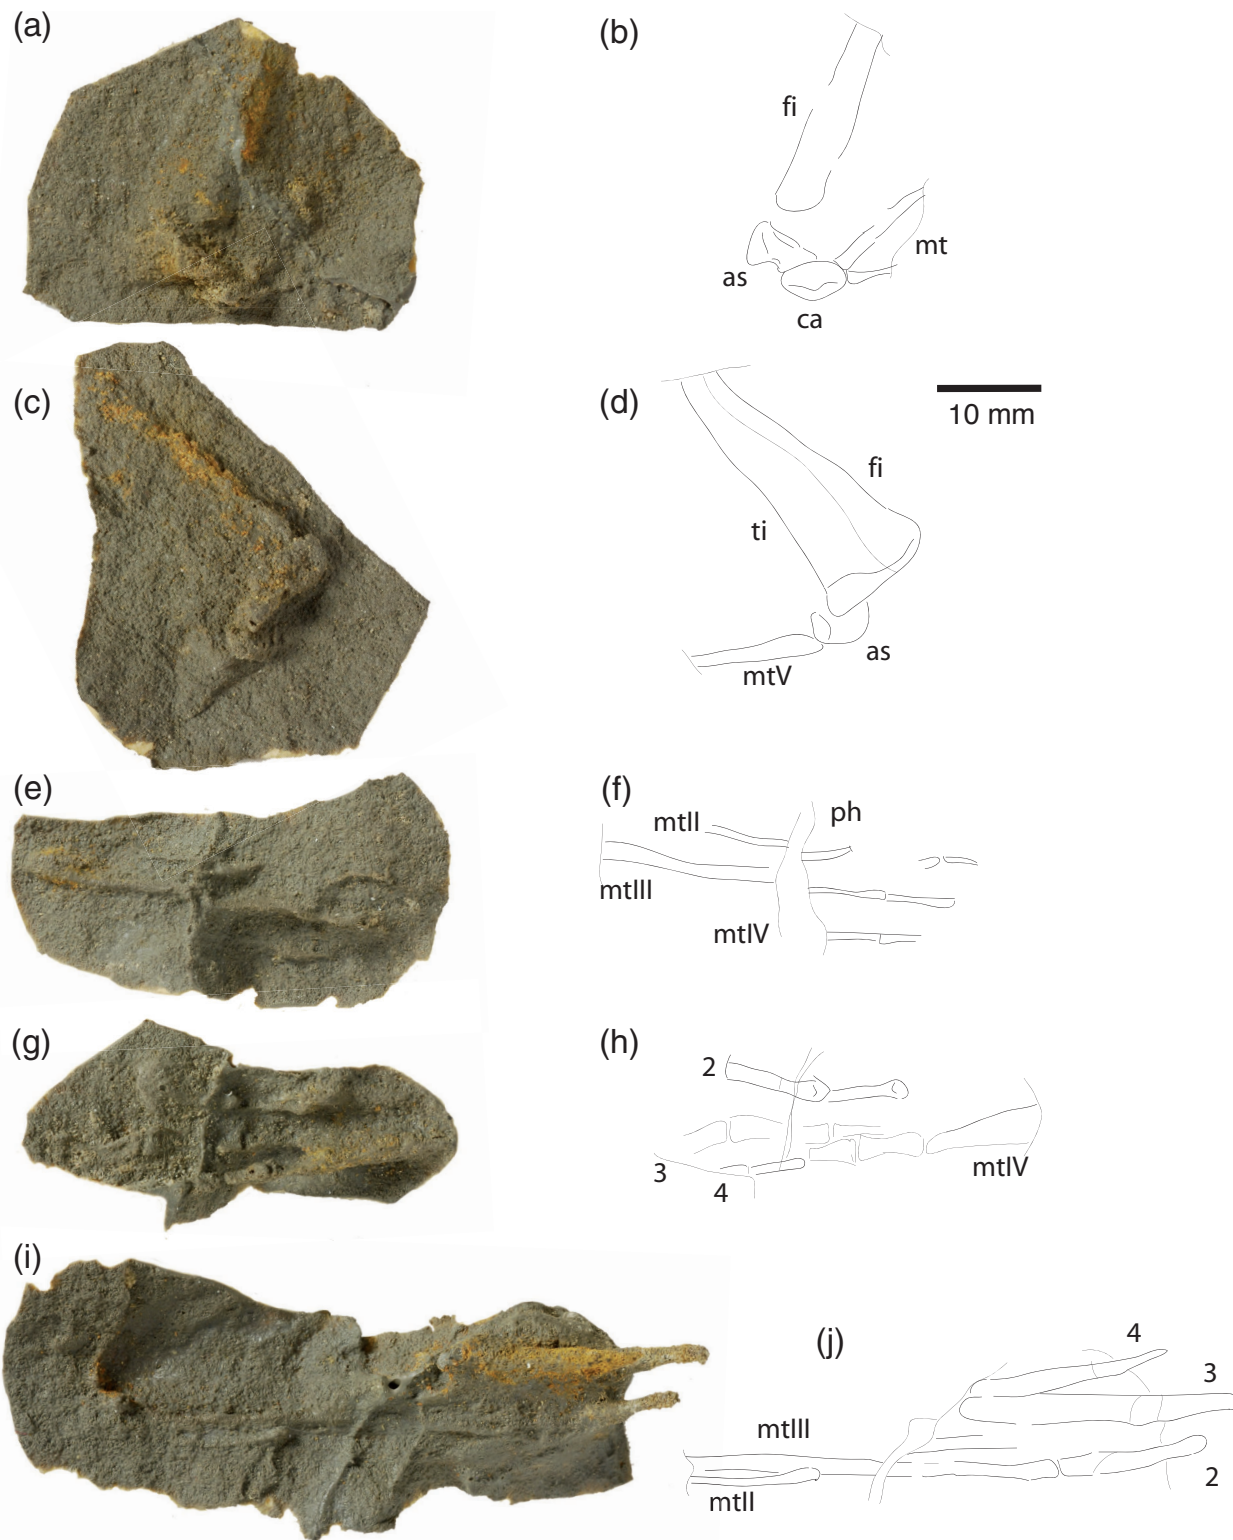 (a)
(b)
fi
as
mt
ca
(c)
(d)
10 mm
fi
ti
as
mtV
(e)
(f)
ph
mtII
mtIII
mtIV
(g)
(h)
2
3
4
mtIV
(i)
(j)
4
3
mtIII
mtII
2